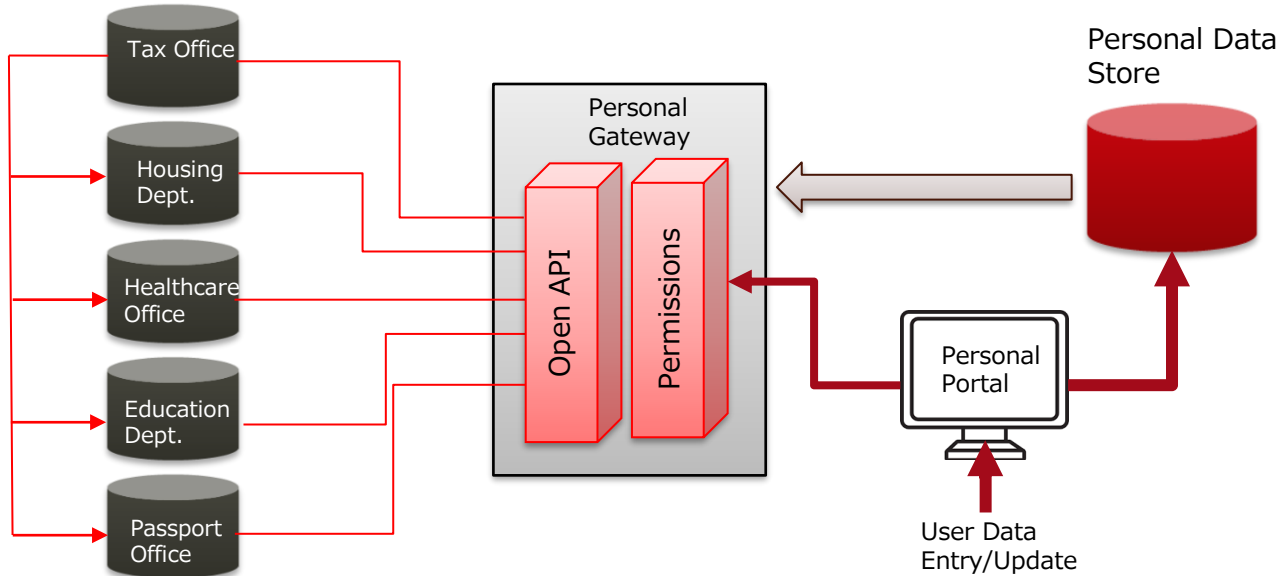 Tax Office
Housing
Dept.
Healthcare
Office
Education
Dept.
Passport
Office
Personal
Gateway
Open API
Permissions
Personal Data
Store
Personal
Portal
User Data
Entry/Update